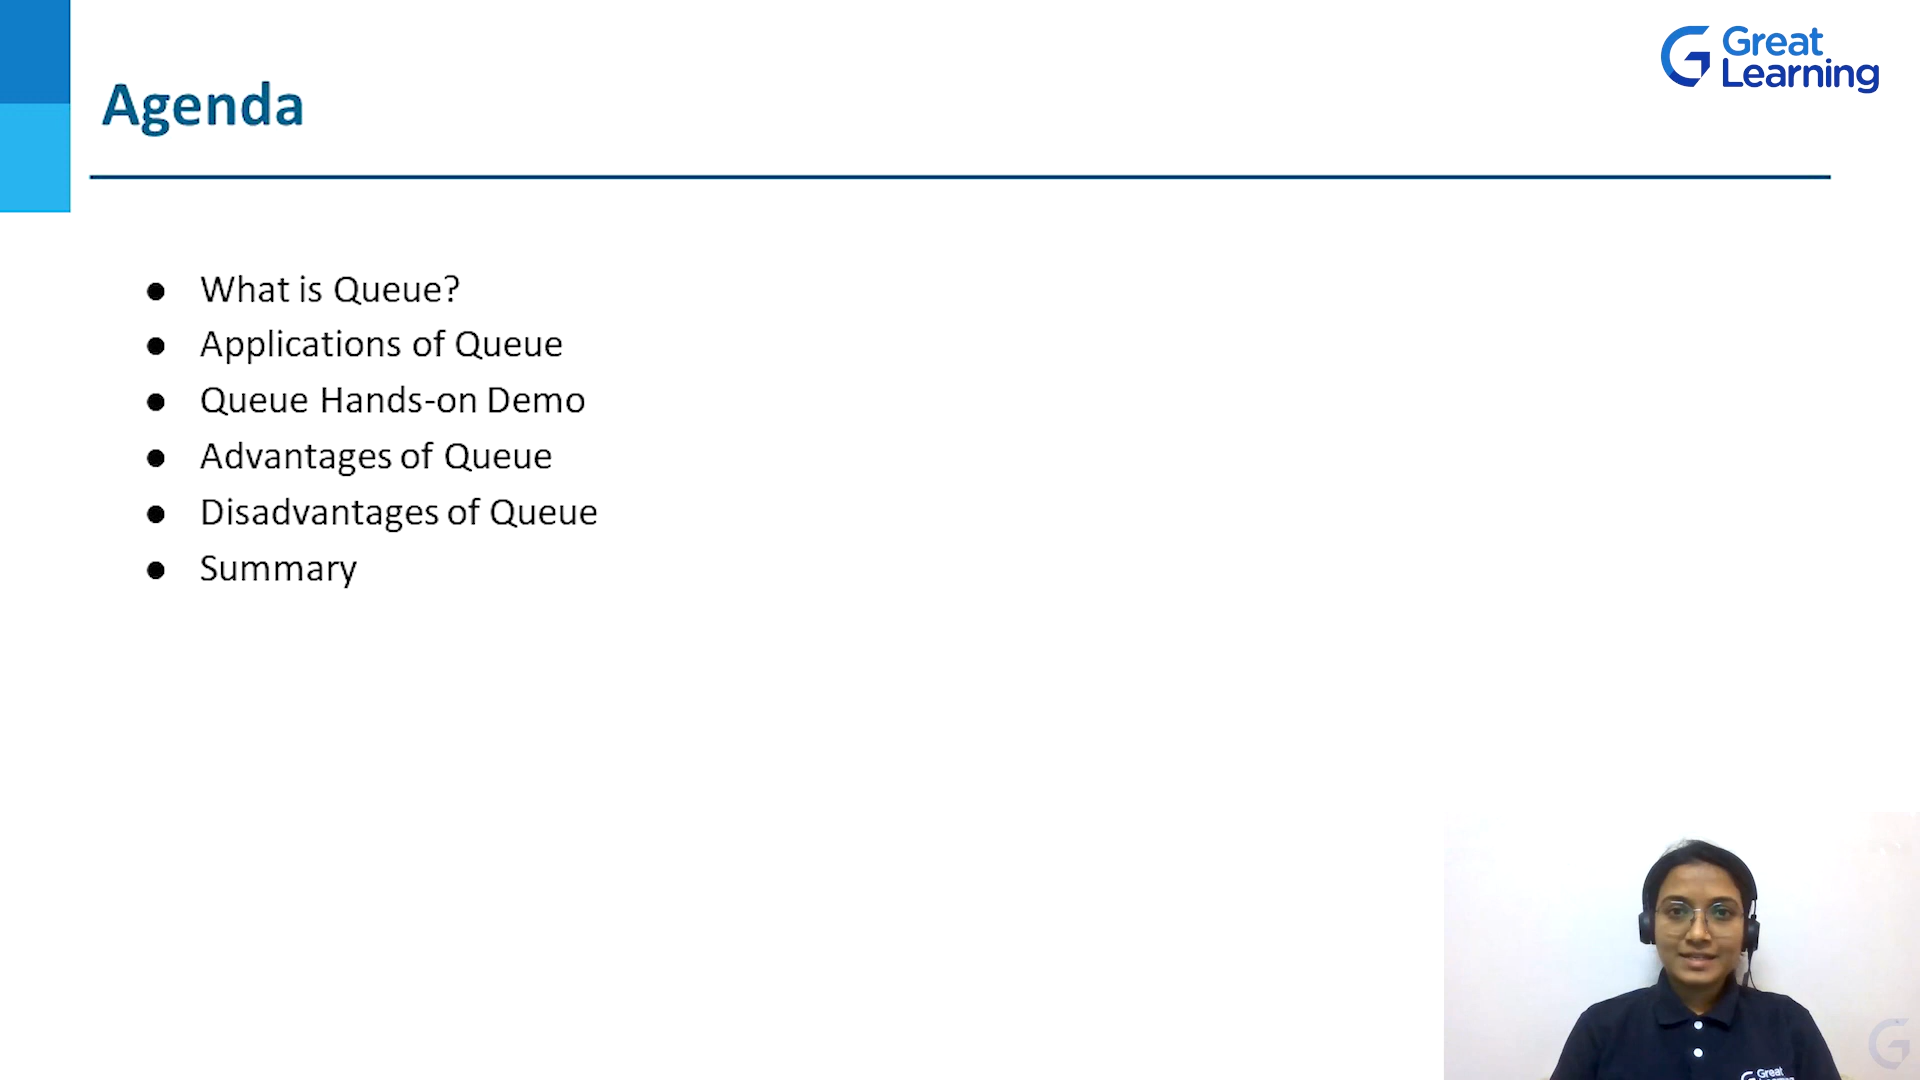 Great
Learning
Agenda
● What is Queue?
● Applications of Queue
● Queue Hands-on Demo
● Advantages of Queue
● Disadvantages of Queue
● Summary
Great